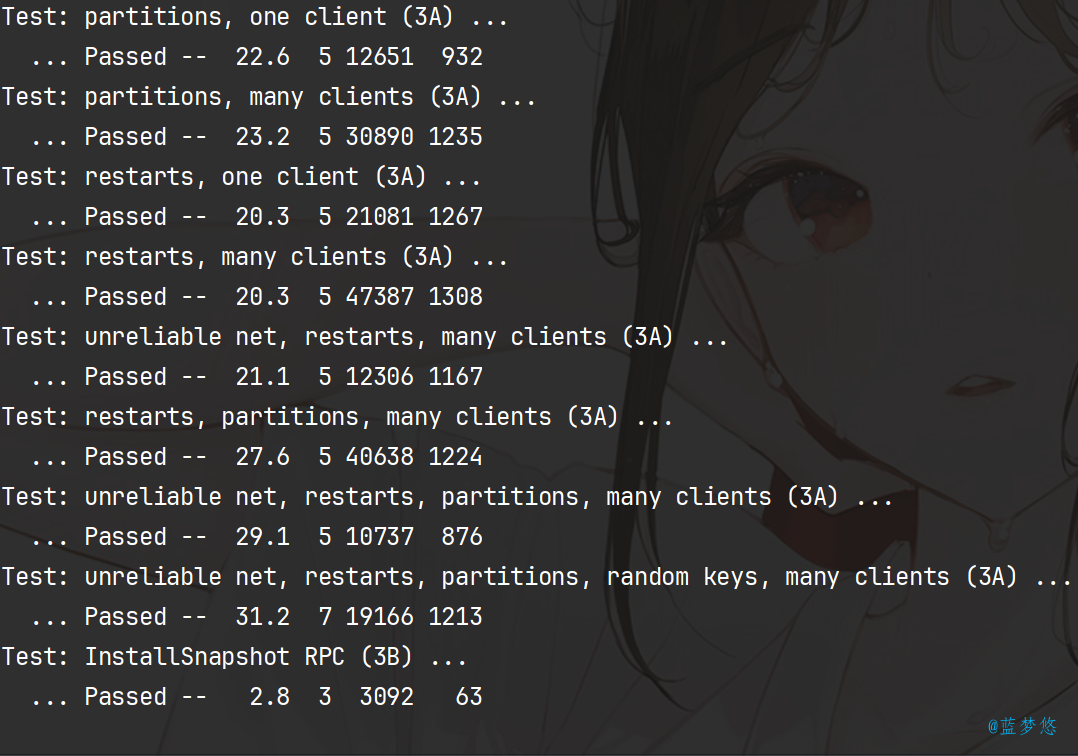 Test: partitions, one client (3A) ...
  ... Passed --  22.6  5 12651  932
Test: partitions, many clients (3A) ...
  ... Passed --  23.2  5 30890 1235
Test: restarts, one client (3A) ...
  ... Passed --  20.3  5 21081 1267
Test: restarts, many clients (3A) ...
  ... Passed --  20.3  5 47387 1308
Test: unreliable net, restarts, many clients (3A) ...
  ... Passed --  21.1  5 12306 1167
Test: restarts, partitions, many clients (3A) ...
  ... Passed --  27.6  5 40638 1224
Test: unreliable net, restarts, partitions, many clients (3A) ...
  ... Passed --  29.1  5 10737  876
Test: unreliable net, restarts, partitions, random keys, many clients (3A) ...
  ... Passed --  31.2  7 19166 1213
Test: InstallSnapshot RPC (3B) ...
  ... Passed --   2.8  3  3092   63
@蓝梦悠